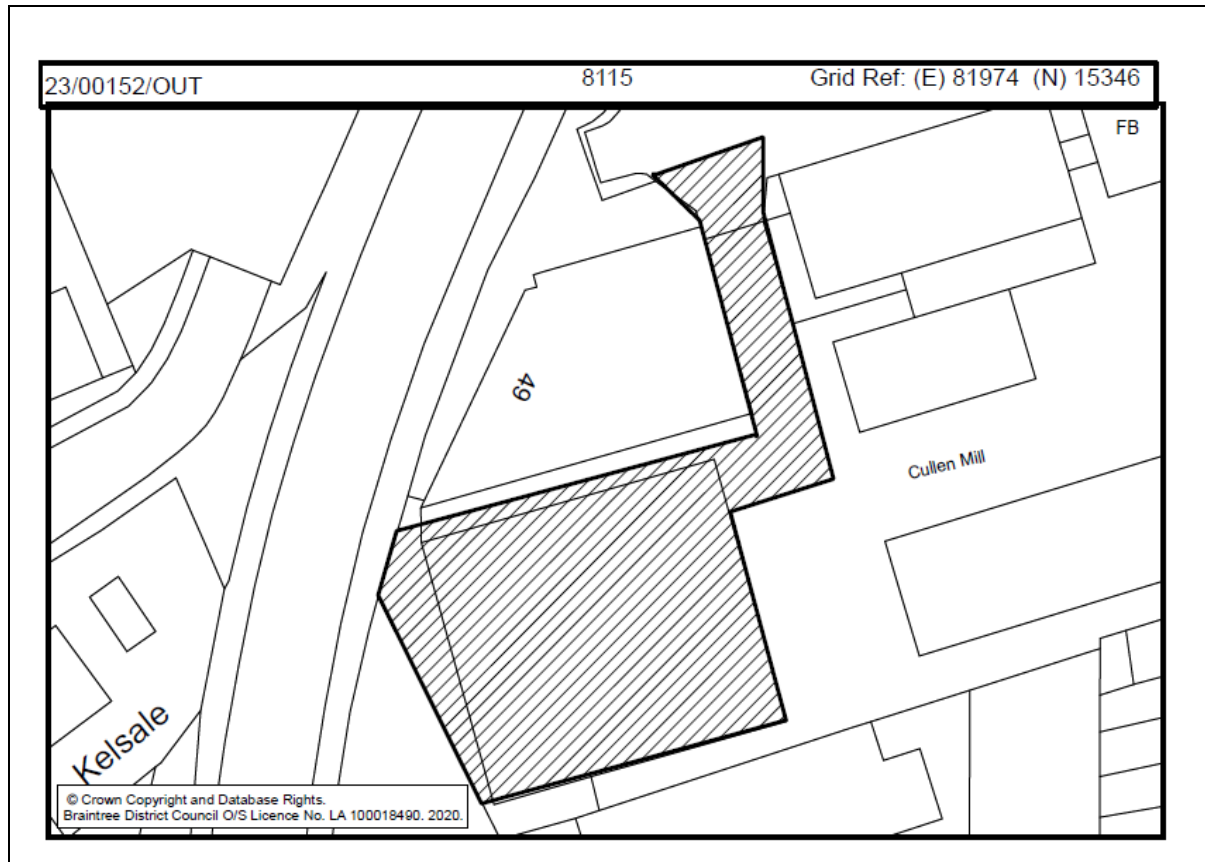 23/00152/OUT 8115 Grid Ref: (E) 81974 (N) 15346
FB
49
Cullen Mill
Kelsale
© Crown Copyright and Database Rights.
Braintree District Council O/S Licence No. LA 100018490. 2020.